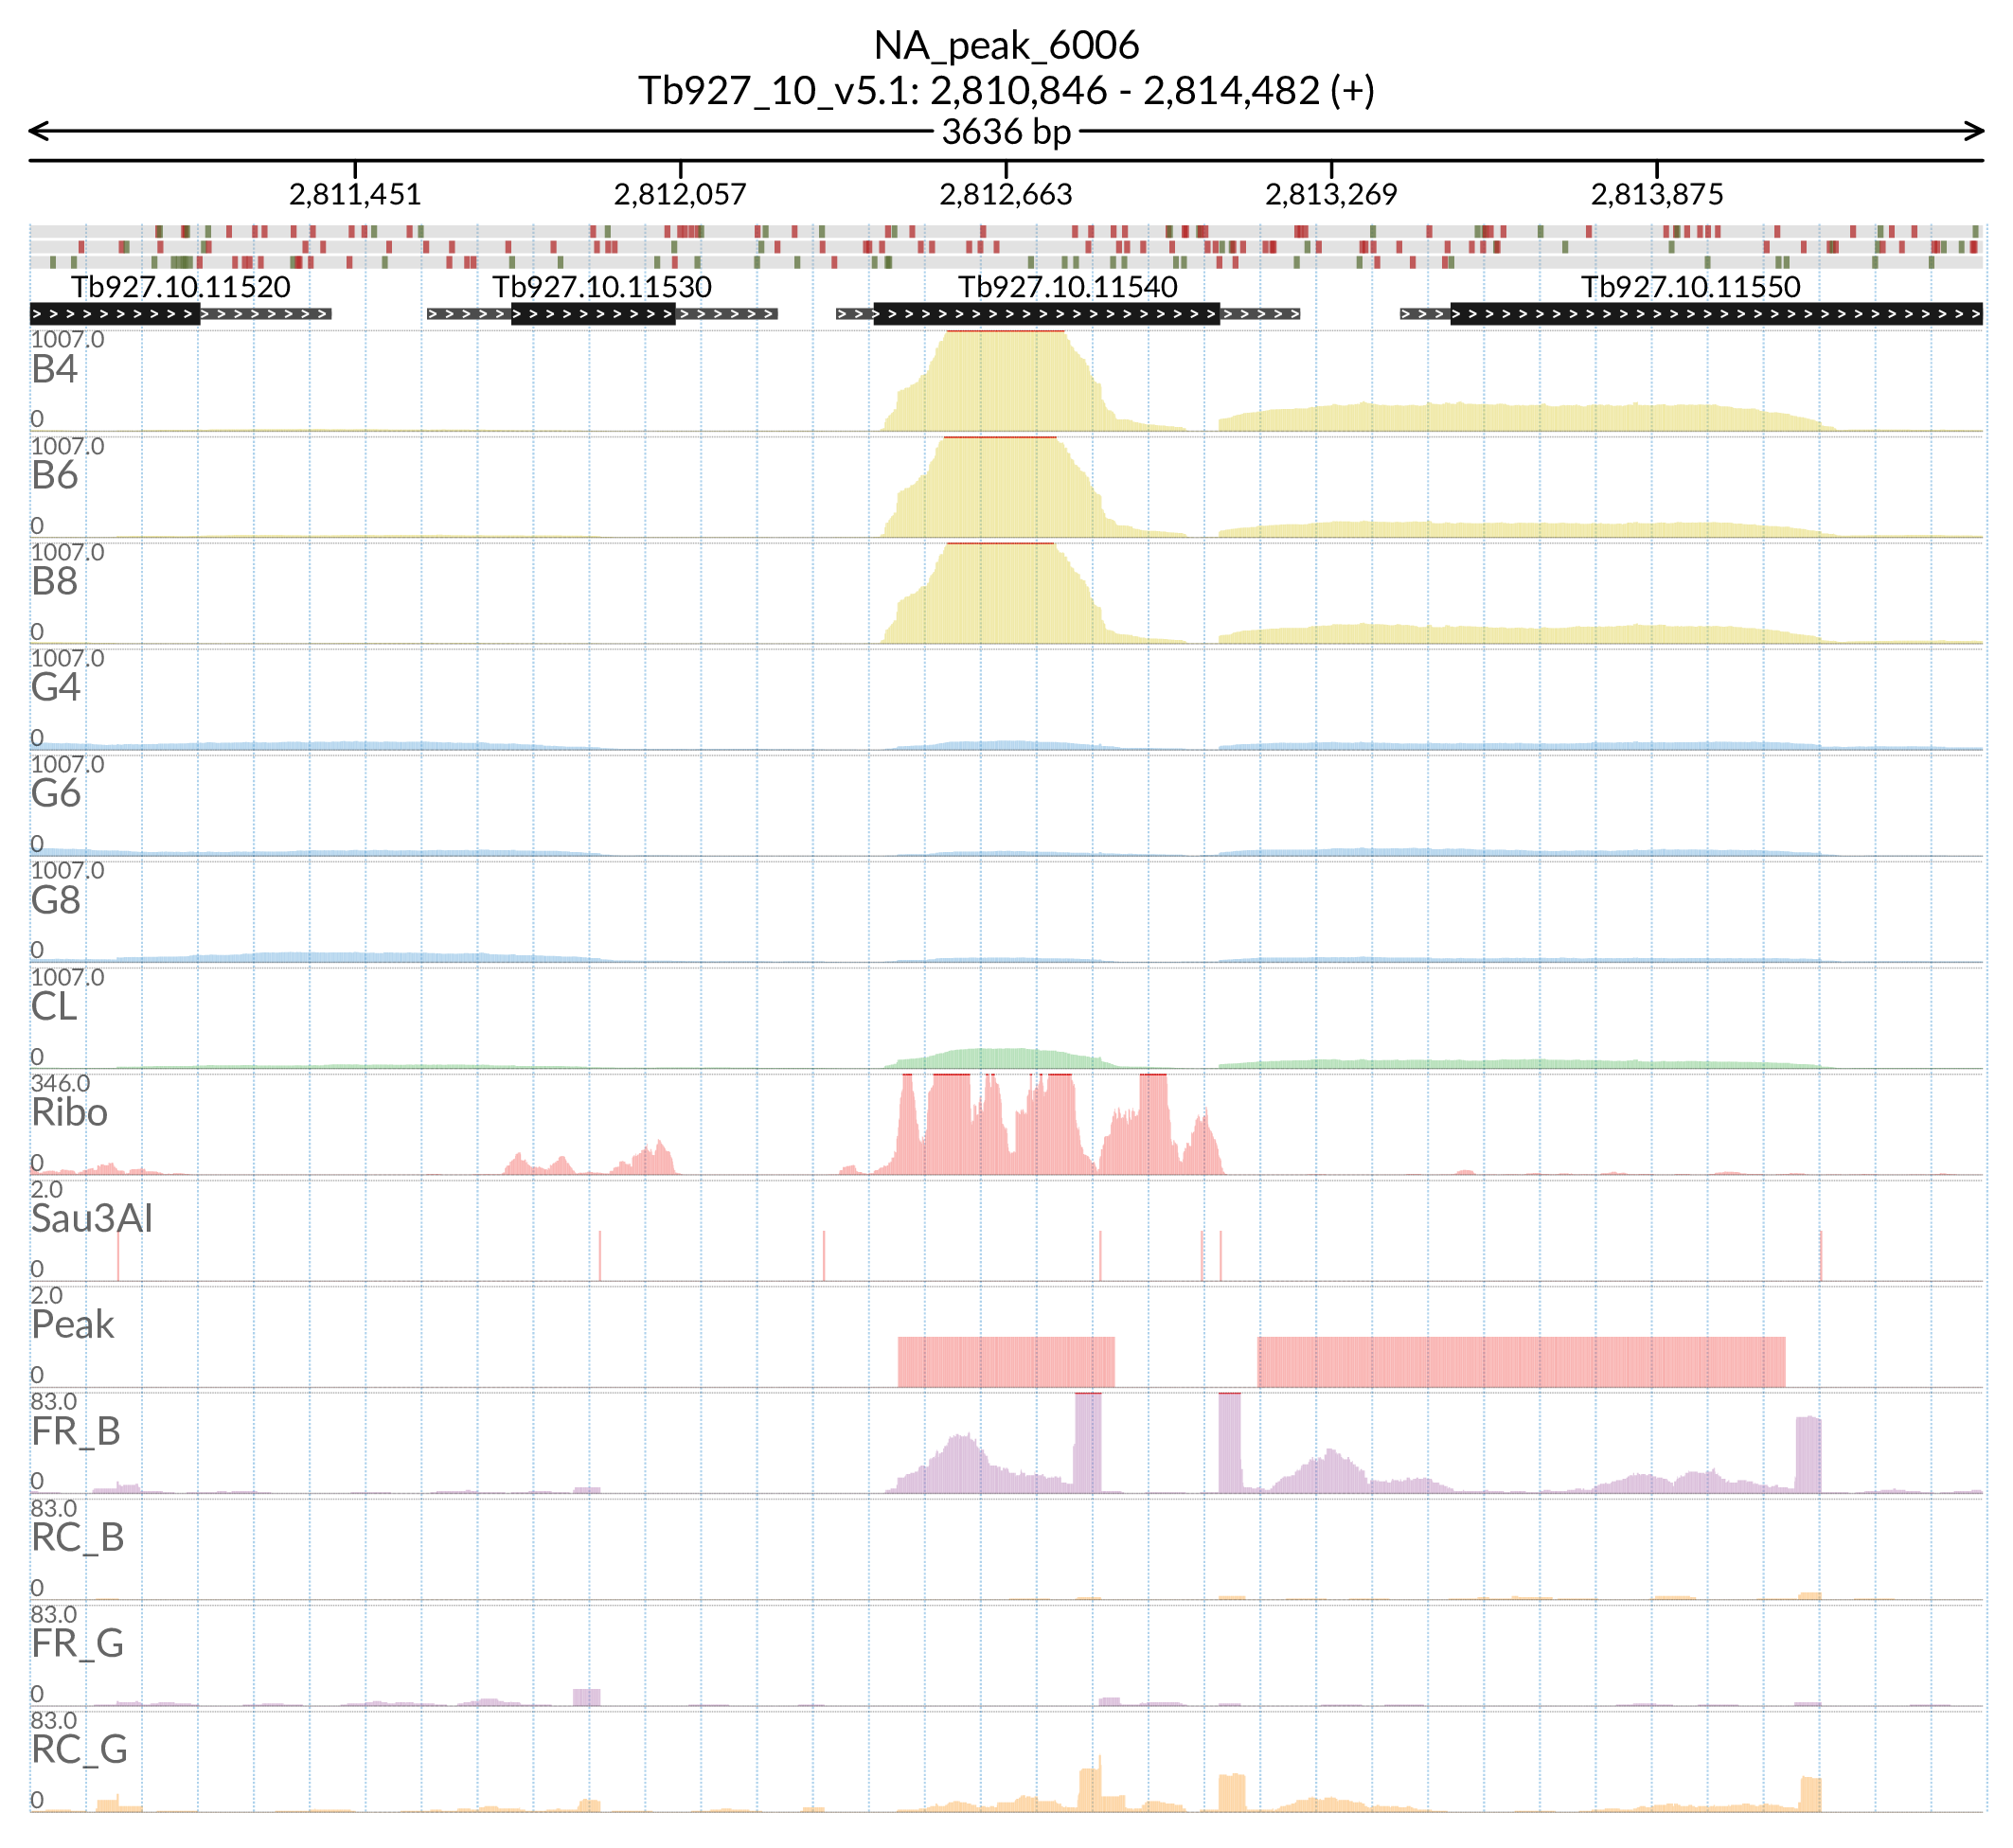 NA_peak_6006
Tb927_10_v5.1: 2,810,846 - 2,814,482 (+)
3636 bp
2,811,451 2,812,057 2,812,663 2,813,269 2,813,875
Tb927.10.11520 Tb927.10.11530 Tb927.10.11540 Tb927.10.11550
1007.0
B4
0
1007.0
B6
0
1007.0
B8
0
1007.0
G4
0
1007.0
G6
0
1007.0
G8
0
1007.0
CL
0
346.0
Ribo
0
2.0
Sau3AI
0
2.0
Peak
0
83.0
FR_B
0
83.0
RC_B
0
83.0
FR_G
0
83.0
RC_G
0